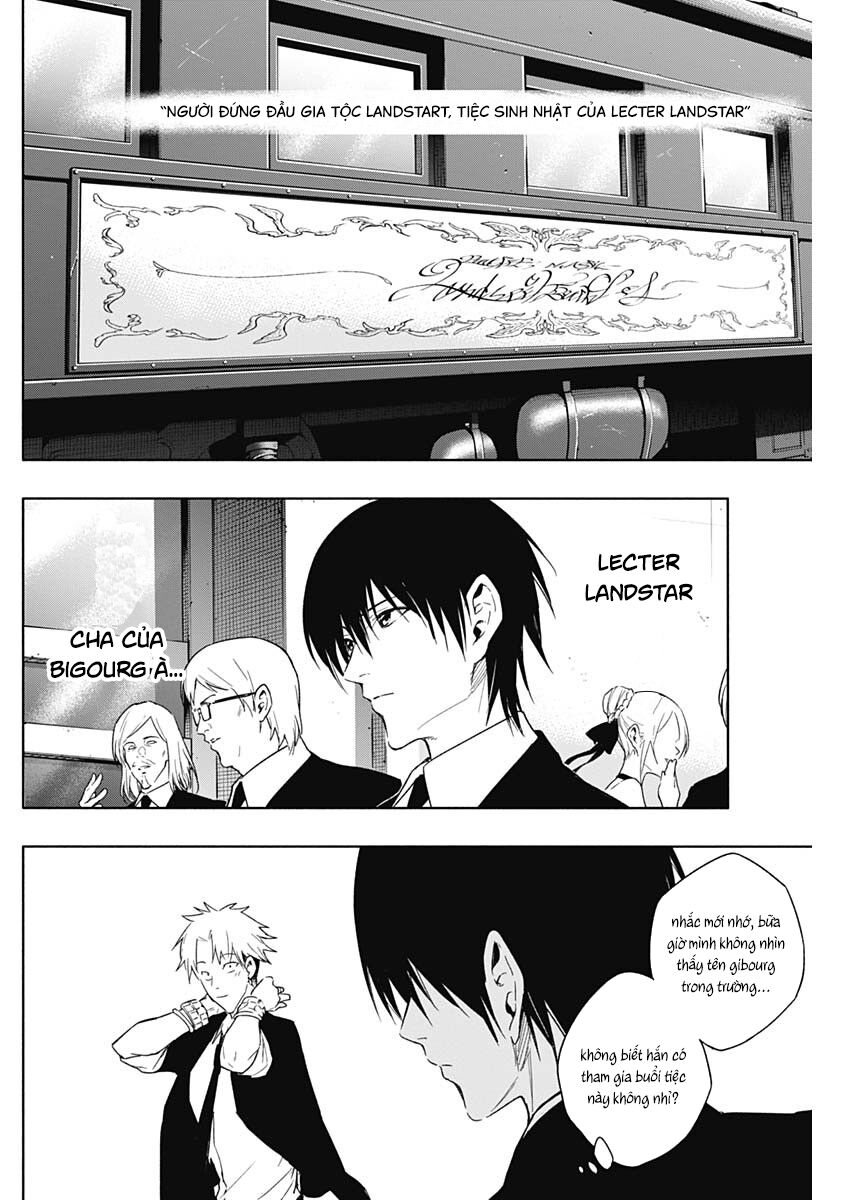 “NGƯỜI ĐỨNG ĐẦU GIA TỘC LANDSTART, TIỆC SINH NHẬT CỦA LECTER LANDSTAR”
LECTER
LANDSTAR
CHA CỦA
BIGOURG À...
nhắc mới nhớ, bữa
giờ mình không nhìn
thấy tên gibourg
trong trường...
không biết hắn có
tham gia buổi tiệc
này không nhỉ?